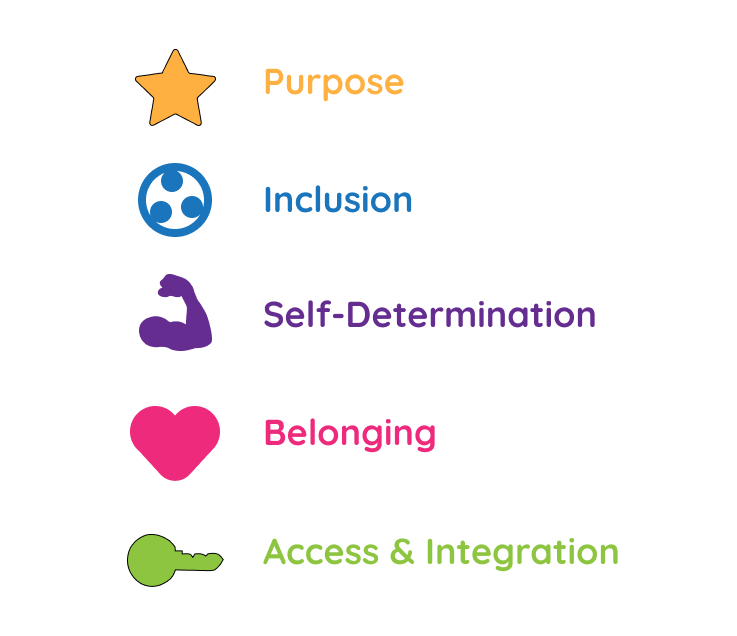 Purpose
Inclusion
Self-Determination
Belonging
Access & Integration